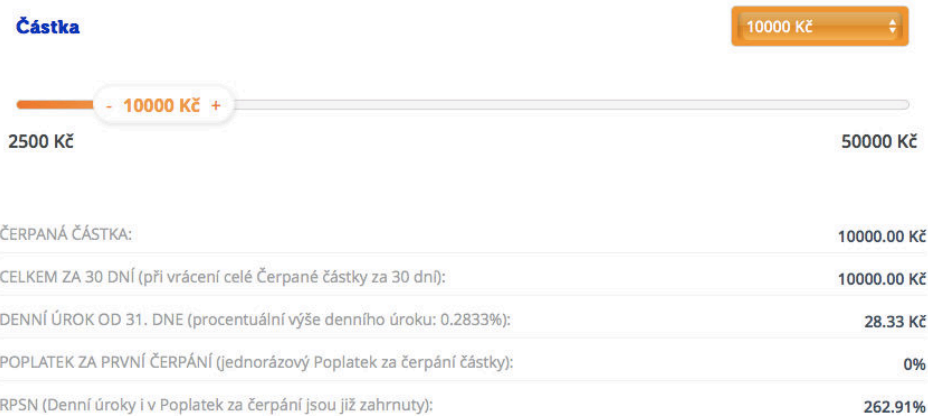 Částka 10000 Kč
- 10000 Kč +
2500 Kč 50000 Kč
ČERPANÁ ČÁSTKA: 10000.00 Kč
CELKEM ZA 30 DNÍ (při vrácení celé Čerpané částky za 30 dní): 10000.00 Kč
DENNÍ ÚROK OD 31. DNE (procentuální výše denního úroku: 0.2833%): 28.33 Kč
POPLATEK ZA PRVNÍ ČERPÁNÍ (jednorázový Poplatek za čerpání částky): 0%
RPSN (Denní úroky i v Poplatek za čerpání jsou již zahrnuty): 262.91%